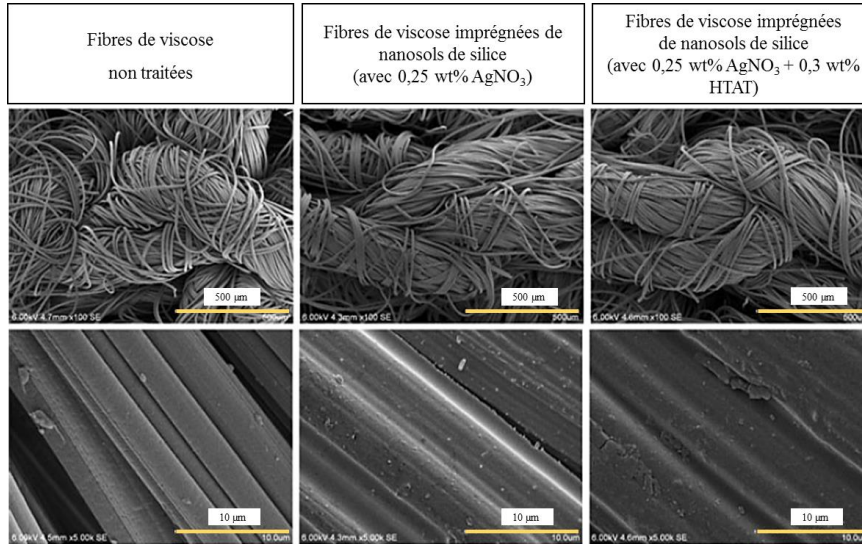 Fibres de viscose
non traitées
Fibres de viscose imprégnées de
nanosols de silice
(avec 0,25 wt% AgNO₃)
Fibres de viscose imprégnées
de nanosols de silice
(avec 0,25 wt% AgNO₃ + 0,3 wt%
HTAT)
500 µm
6.00kV 4.7mm x100 SE 500um
500 µm
6.00kV 4.3mm x100 SE 500um
500 µm
6.00kV 4.6mm x100 SE 500u
10 µm
6.00kV 4.5mm x5.00k SE 10.0um
10 µm
6.00kV 4.3mm x5.00k SE 10.0um
10 µm
6.00kV 4.6mm x5.00k SE 10.0u